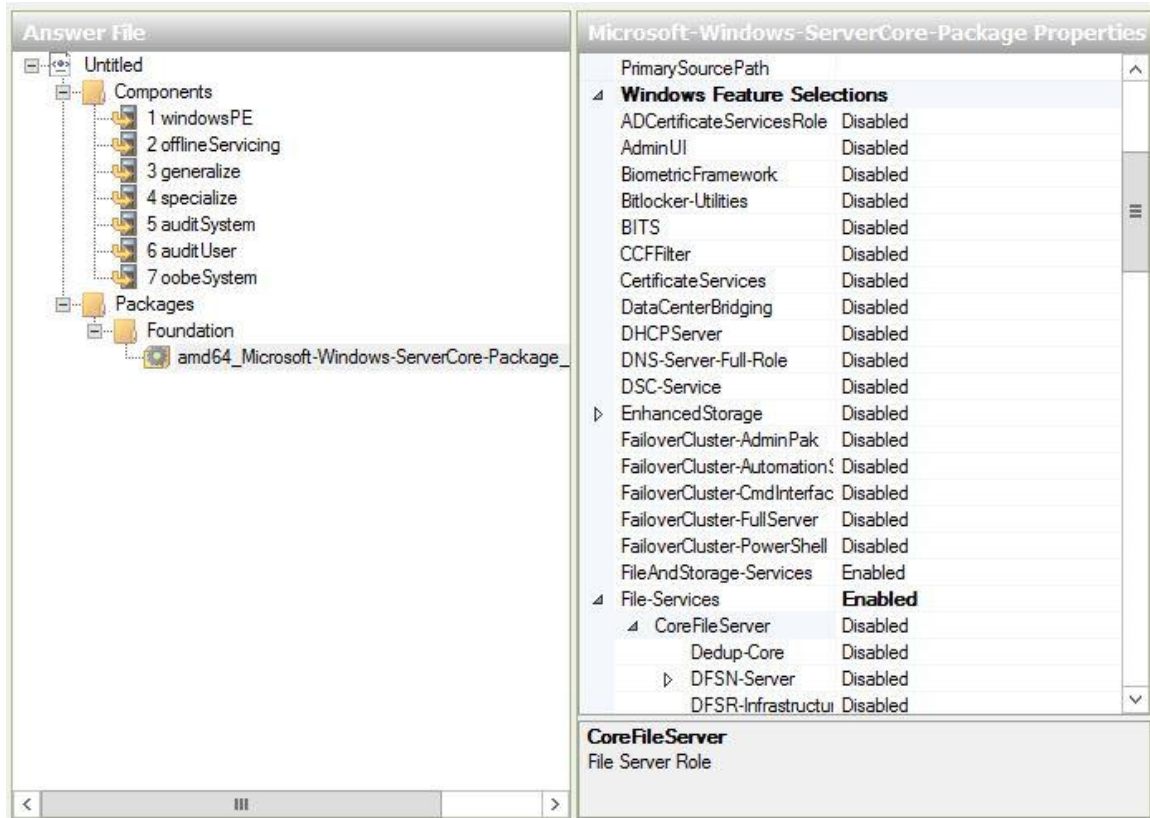 Answer File
Untitled
Components
1 windowsPE
2 offlineServicing
3 generalize
4 specialize
5 auditSystem
6 auditUser
7 oobeSystem
Packages
Foundation
amd64_Microsoft-Windows-ServerCore-Package_
Microsoft-Windows-ServerCore-Package Properties
PrimarySourcePath
Windows Feature Selections
ADCertificateServicesRole Disabled
AdminUI Disabled
BiometricFramework Disabled
Bitlocker-Utilities Disabled
BITS Disabled
CCFFilter Disabled
CertificateServices Disabled
DataCenterBridging Disabled
DHCPServer Disabled
DNS-Server-Full-Role Disabled
DSC-Service Disabled
EnhancedStorage Disabled
FailoverCluster-AdminPak Disabled
FailoverCluster-AutomationS Disabled
FailoverCluster-CmdInterfac Disabled
FailoverCluster-FullServer Disabled
FailoverCluster-PowerShell Disabled
FileAndStorage-Services Enabled
File-Services Enabled
CoreFileServer Disabled
Dedup-Core Disabled
DFSN-Server Disabled
DFSR-Infrastructu Disabled
CoreFileServer
File Server Role